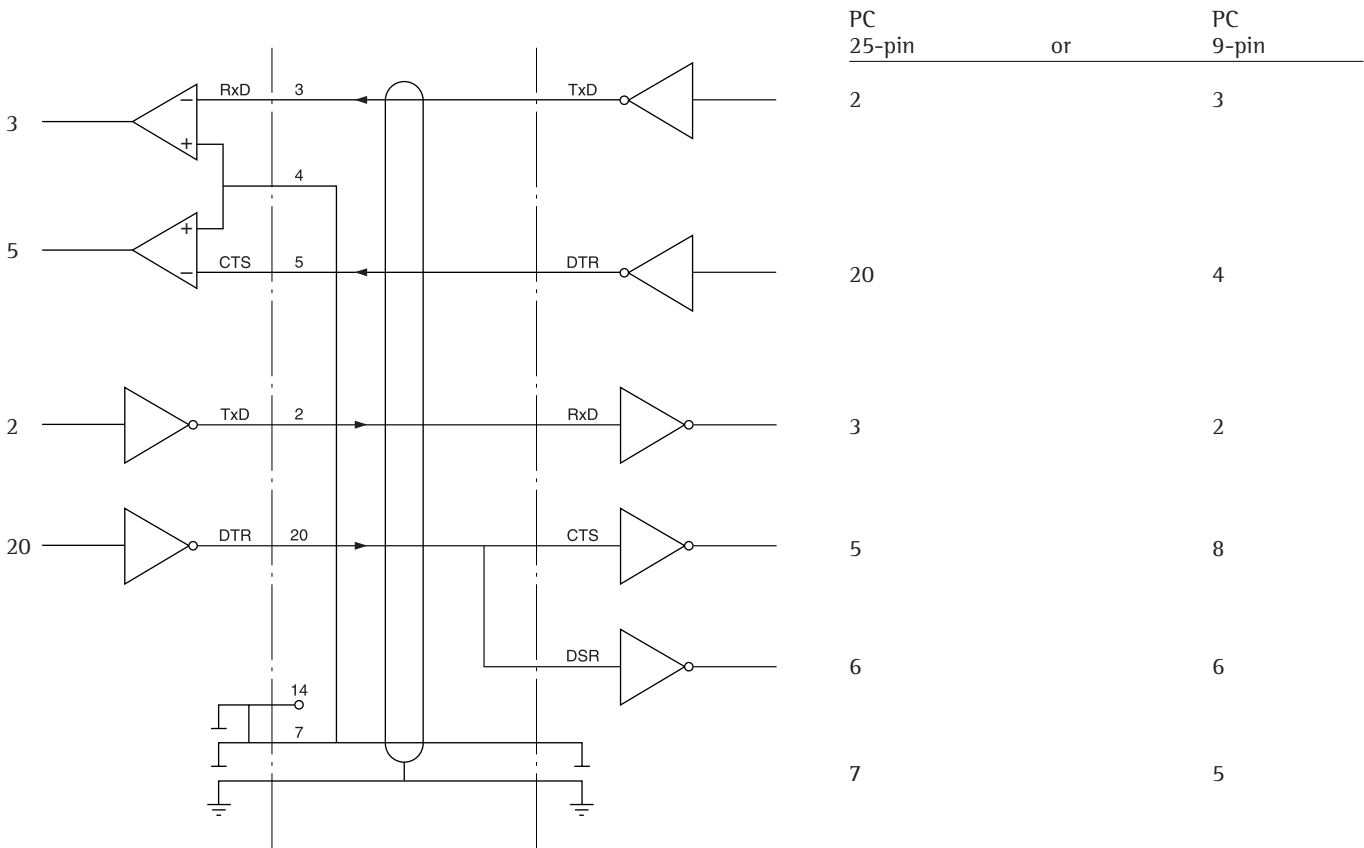 PC PC
25-pin or 9-pin
RxD 3 TxD 2 3
−
3
+
4
+
5 CTS 5 DTR 20 4
−
2 TxD 2 RxD 3 2
20 DTR 20 CTS 5 8
DSR 6 6
14
7
7 5